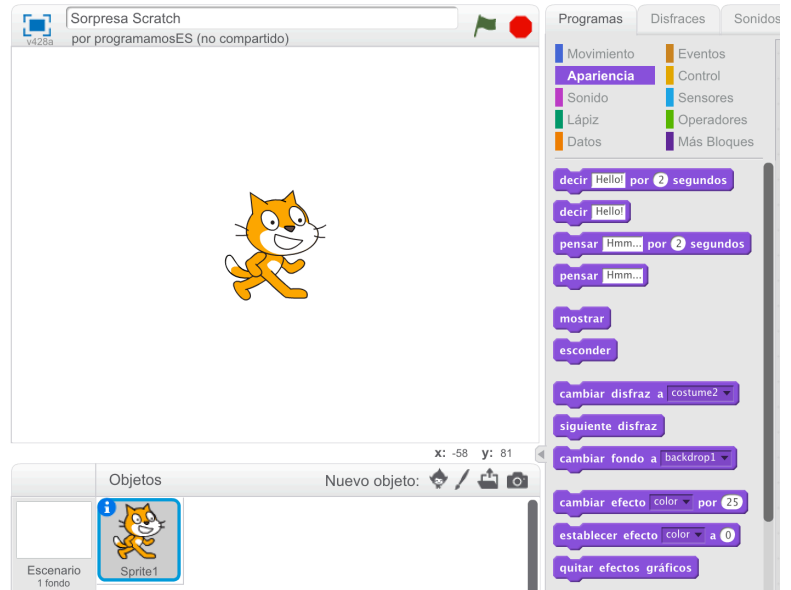 Sorpresa Scratch
v428a
por programamosES (no compartido)
Programas
Disfraces
Sonidos
Movimiento
Eventos
Apariencia
Control
Sonido
Sensores
Lápiz
Operadores
Datos
Más Bloques
decir Hello! por 2 segundos
decir Hello!
pensar Hmm... por 2 segundos
pensar Hmm...
mostrar
esconder
cambiar disfraz a costume2
siguiente disfraz
cambiar fondo a backdrop1
cambiar efecto color por 25
establecer efecto color a 0
quitar efectos gráficos
x: -58 y: 81
Objetos
Nuevo objeto:
Escenario
1 fondo
Sprite1